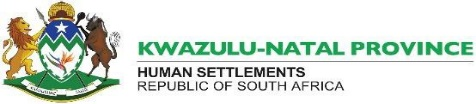 KWAZULU-NATAL PROVINCE
HUMAN SETTLEMENTS
REPUBLIC OF SOUTH AFRICA